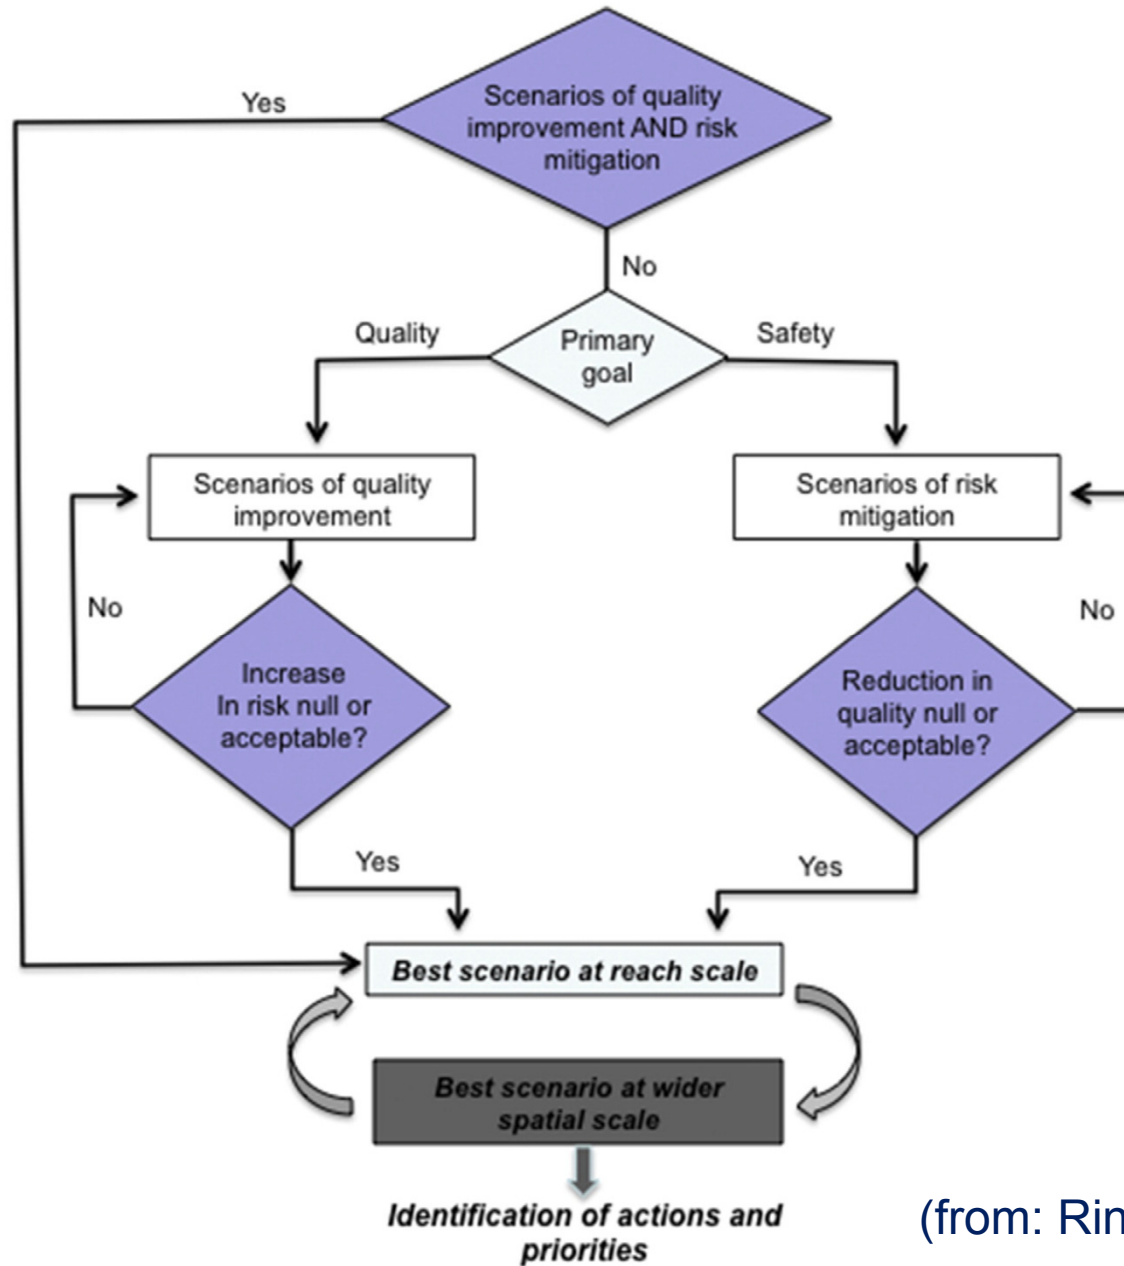 Scenarios of quality
improvement AND risk
mitigation
Yes
No
Primary
goal
Quality
Safety
Scenarios of quality
improvement
Scenarios of risk
mitigation
No
No
Increase
In risk null or
acceptable?
Reduction in
quality null or
acceptable?
Yes
Yes
Best scenario at reach scale
Best scenario at wider
spatial scale
Identification of actions and
priorities
(from: